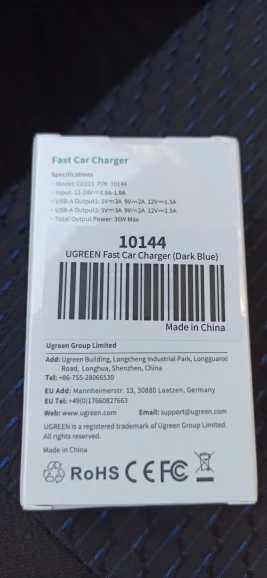 Fast Car Charger
Specifications
- Model: CD213 P/N: 10144
- Input: 12-24V⎓3.6A-1.9A
- USB-A Output1: 5V⎓3A 9V⎓2A 12V⎓1.5A
- USB-A Output2: 5V⎓3A 9V⎓2A 12V⎓1.5A
- Total Output Power: 36W Max
10144
UGREEN Fast Car Charger (Dark Blue)
Made in China
Ugreen Group Limited
Add: Ugreen Building, Longcheng Industrial Park, Longguanxi
Road, Longhua, Shenzhen, China
Tel: +86-755-28066530
EU Add: Mannheimerstr. 13, 30880 Laatzen, Germany
EU Tel: +49(0)17660827663
Web: www.ugreen.com Email: support@ugreen.com
UGREEN is a registered trademark of Ugreen Group Limited.
All rights reserved.
Made in China
RoHS CE FC